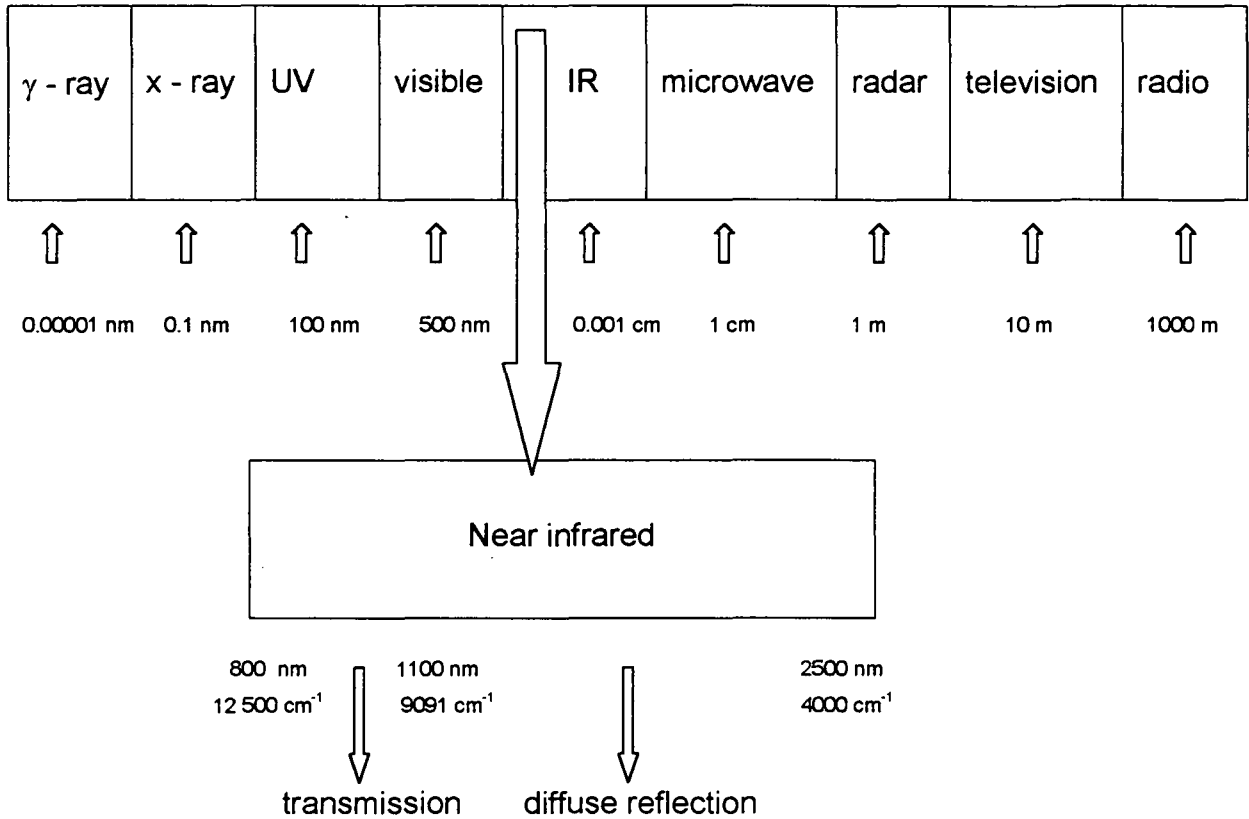 γ - ray x - ray UV visible IR microwave radar television radio
0.00001 nm 0.1 nm 100 nm 500 nm 0.001 cm 1 cm 1 m 10 m 1000 m
Near infrared
800 nm 1100 nm 2500 nm
12 500 cm⁻¹ 9091 cm⁻¹ 4000 cm⁻¹
transmission diffuse reflection